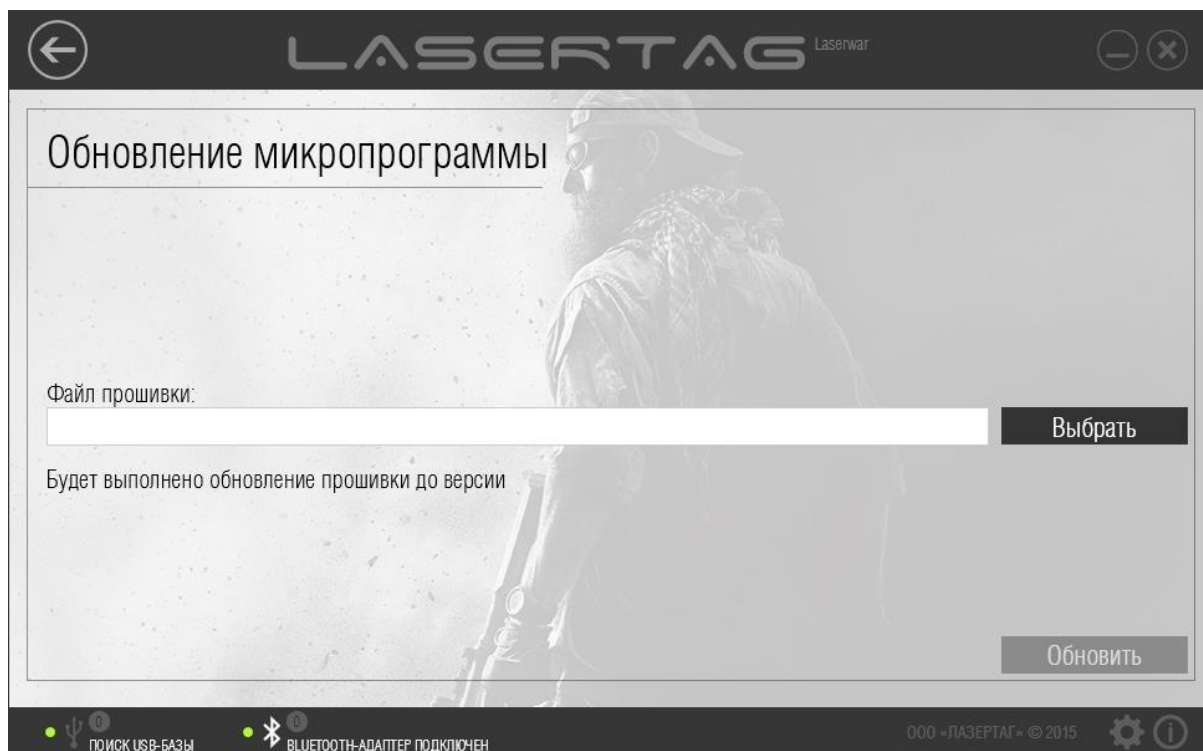 LASERTAG Laserwar
Обновление микропрограммы
Файл прошивки:
Выбрать
Будет выполнено обновление прошивки до версии
Обновить
0
ПОИСК USB-БАЗЫ
0
BLUETOOTH-АДАПТЕР ПОДКЛЮЧЕН
ООО «ЛАЗЕРТАГ» © 2015